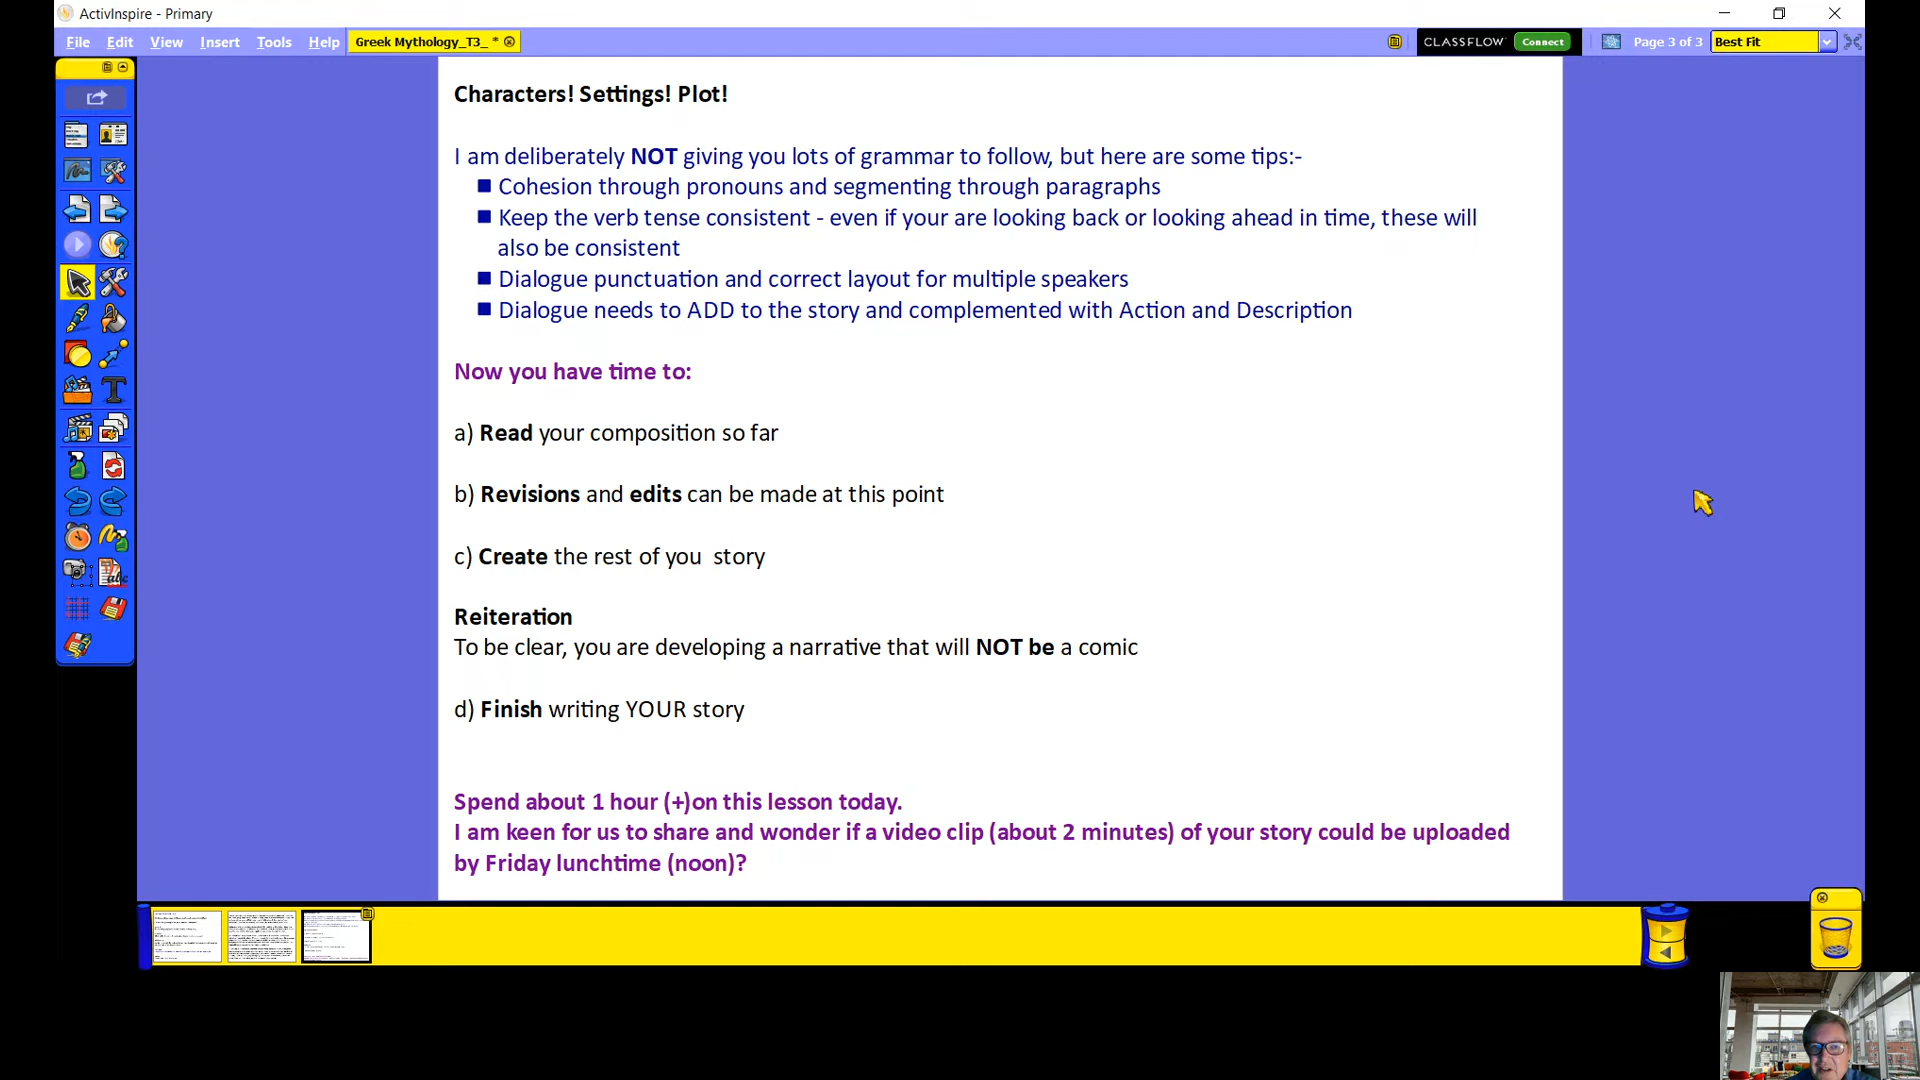 ActivInspire - Primary
File Edit View Insert Tools Help Greek Mythology_T3_ * CLASSFLOW Connect Page 3 of 3 Best Fit
Characters! Settings! Plot!
I am deliberately NOT giving you lots of grammar to follow, but here are some tips:-
Cohesion through pronouns and segmenting through paragraphs
Keep the verb tense consistent - even if your are looking back or looking ahead in time, these will
also be consistent
Dialogue punctuation and correct layout for multiple speakers
Dialogue needs to ADD to the story and complemented with Action and Description
Now you have time to:
a) Read your composition so far
b) Revisions and edits can be made at this point
c) Create the rest of you  story
Reiteration
To be clear, you are developing a narrative that will NOT be a comic
d) Finish writing YOUR story
Spend about 1 hour (+)on this lesson today.
I am keen for us to share and wonder if a video clip (about 2 minutes) of your story could be uploaded
by Friday lunchtime (noon)?